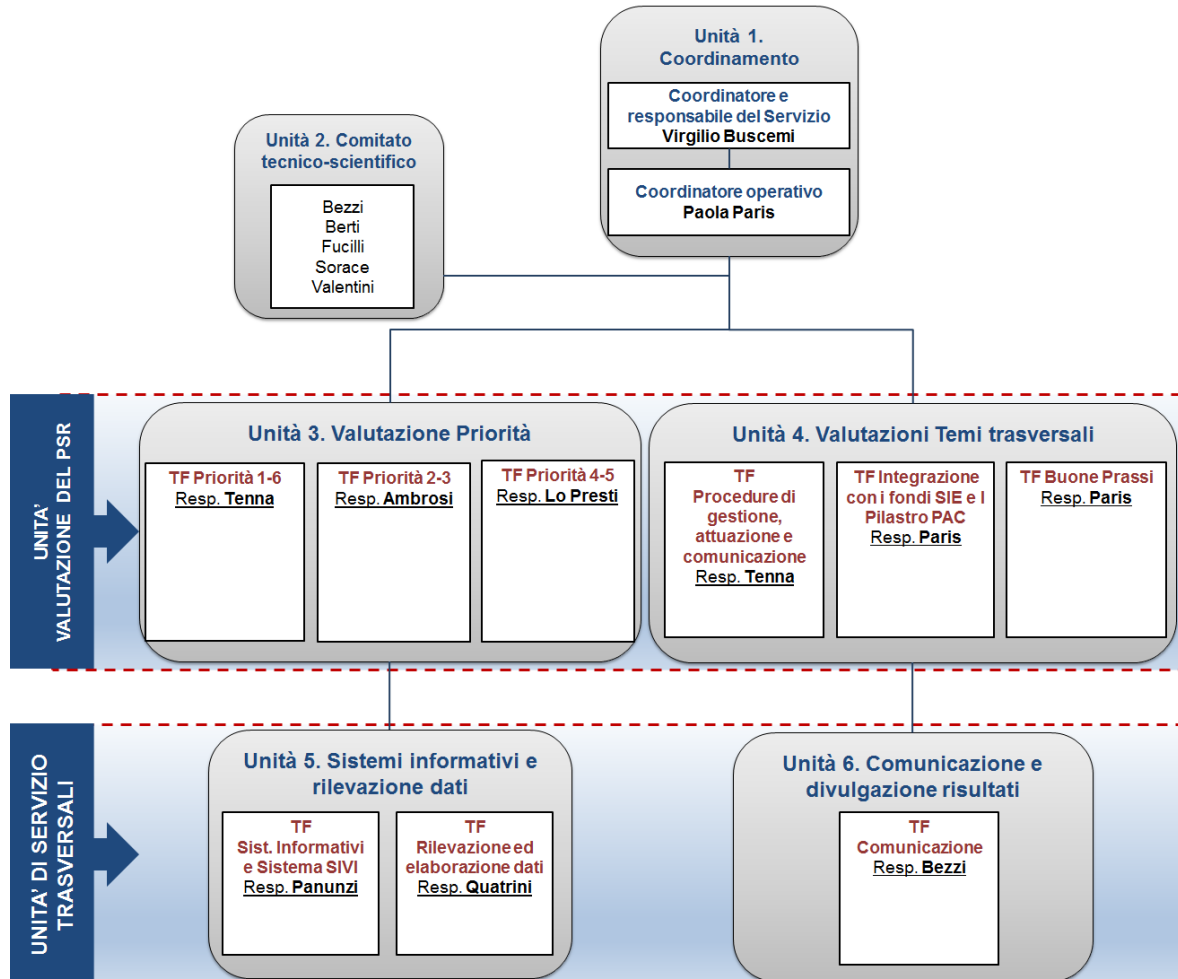 Unità 1.
Coordinamento
Coordinatore e
responsabile del Servizio
Virgilio Buscemi
Coordinatore operativo
Paola Paris
Unità 2. Comitato
tecnico-scientifico
Bezzi
Berti
Fucilli
Sorace
Valentini
UNITA’
VALUTAZIONE DEL PSR
Unità 3. Valutazione Priorità
TF Priorità 1-6
Resp. Tenna
TF Priorità 2-3
Resp. Ambrosi
TF Priorità 4-5
Resp. Lo Presti
Unità 4. Valutazioni Temi trasversali
TF
Procedure di
gestione,
attuazione e
comunicazione
Resp. Tenna
TF Integrazione
con i fondi SIE e I
Pilastro PAC
Resp. Paris
TF Buone Prassi
Resp. Paris
UNITA’ DI SERVIZIO
TRASVERSALI
Unità 5. Sistemi informativi e
rilevazione dati
TF
Sist. Informativi
e Sistema SIVI
Resp. Panunzi
TF
Rilevazione ed
elaborazione dati
Resp. Quatrini
Unità 6. Comunicazione e
divulgazione risultati
TF
Comunicazione
Resp. Bezzi